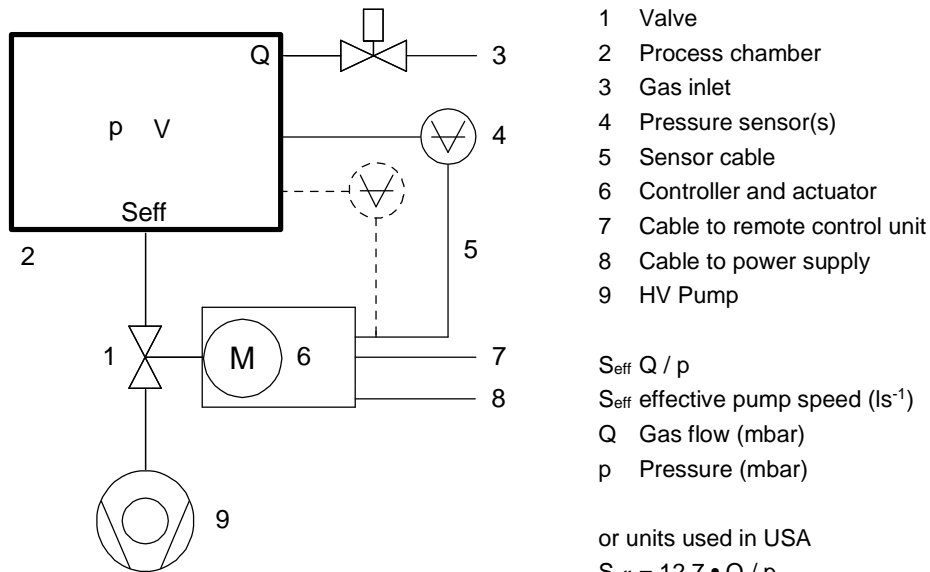 Q
3
p V
4
Seff
2
5
1
M
6
7
8
9
1 Valve
2 Process chamber
3 Gas inlet
4 Pressure sensor(s)
5 Sensor cable
6 Controller and actuator
7 Cable to remote control unit
8 Cable to power supply
9 HV Pump
Seff Q / p
Seff effective pump speed (ls-1)
Q Gas flow (mbar)
p Pressure (mbar)
or units used in USA
= 12.7 • Q / p